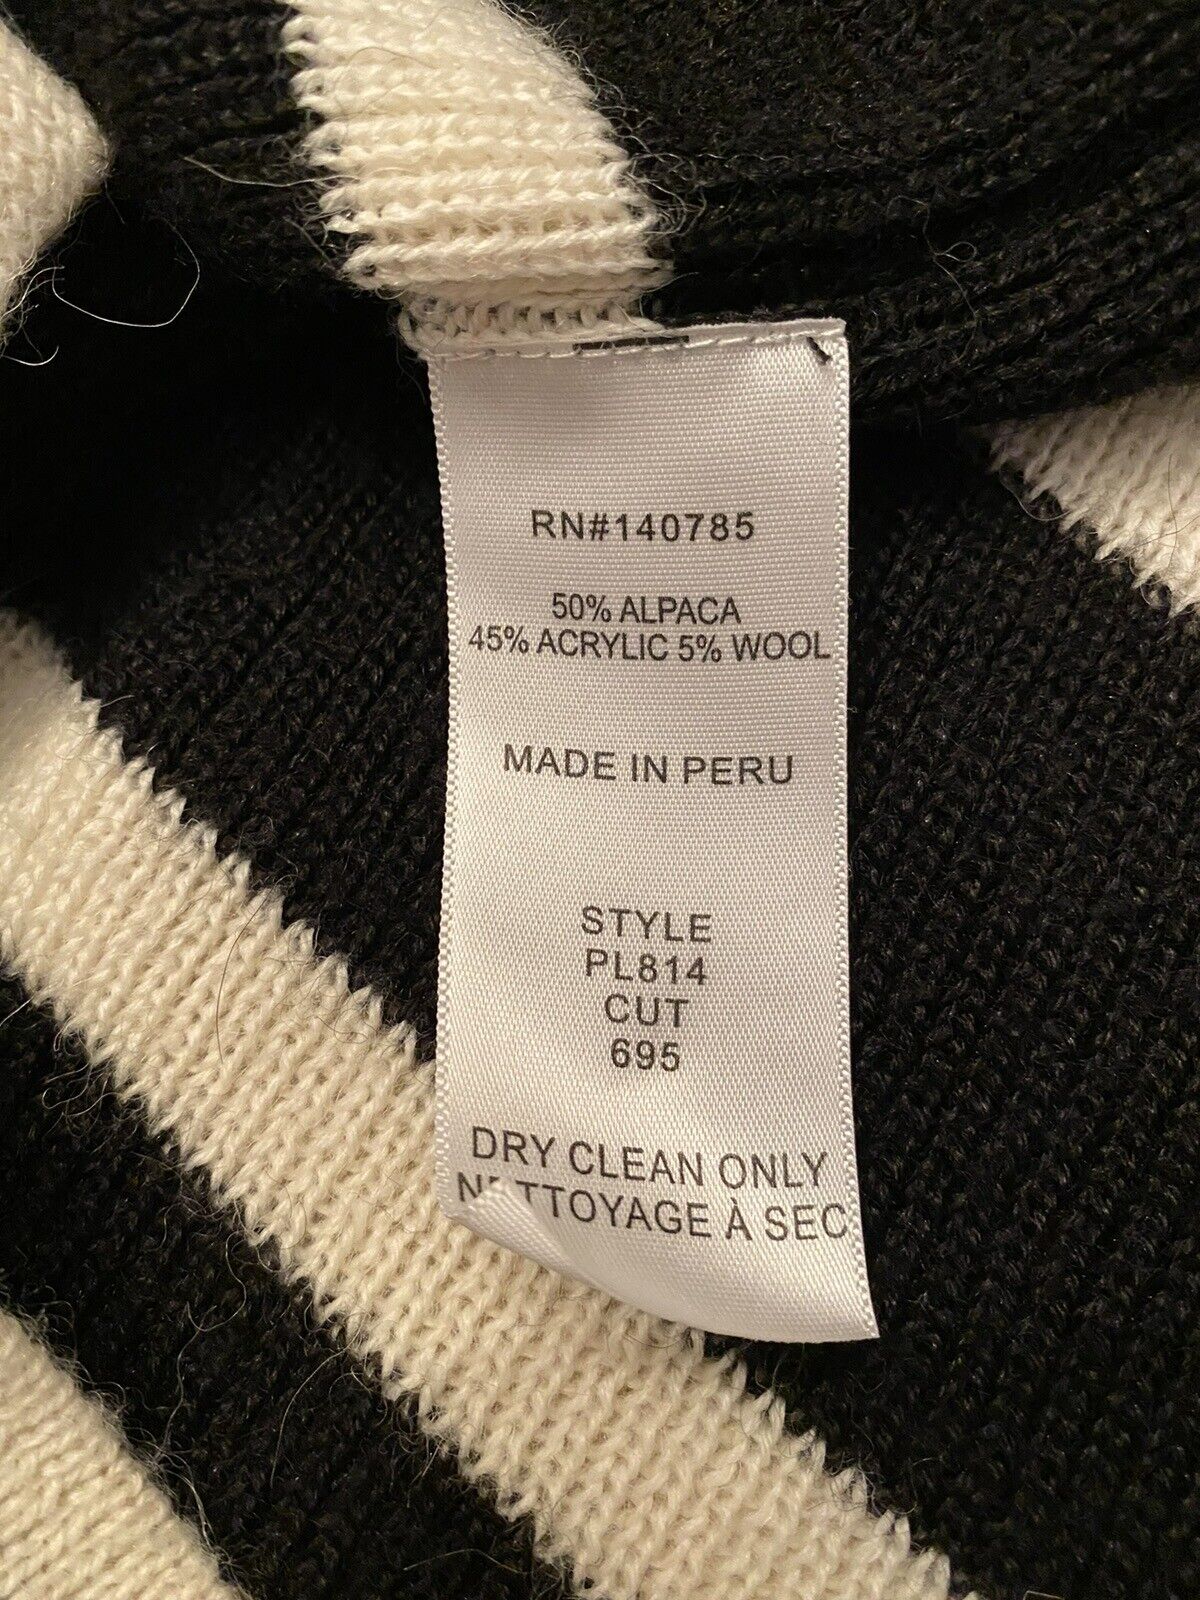 RN#140785
50% ALPACA
45% ACRYLIC 5% WOOL
MADE IN PERU
STYLE
PL814
CUT
695
DRY CLEAN ONLY
NETTOYAGE À SEC